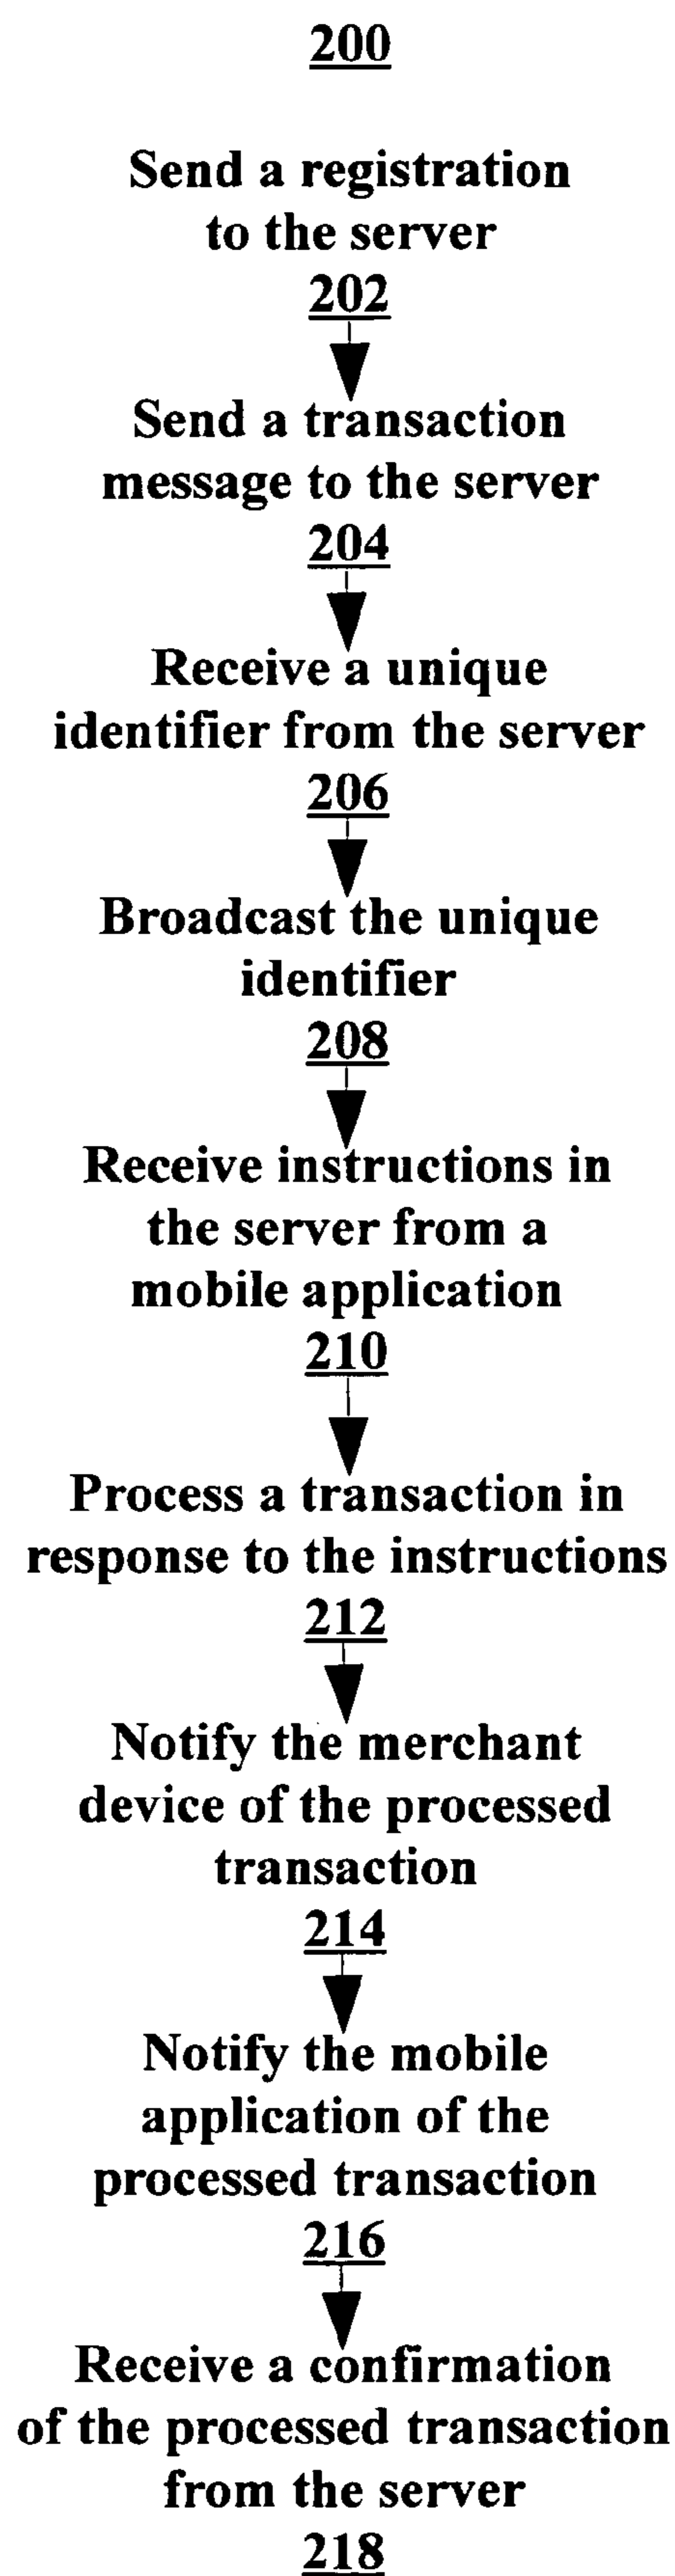 200
Send a registration
to the server
202
Send a transaction
message to the server
204
Receive a unique
identifier from the server
206
Broadcast the unique
identifier
208
Receive instructions in
the server from a
mobile application
210
Process a transaction in
response to the instructions
212
Notify the merchant
device of the processed
transaction
214
Notify the mobile
application of the
processed transaction
216
Receive a confirmation
of the processed transaction
from the server
218